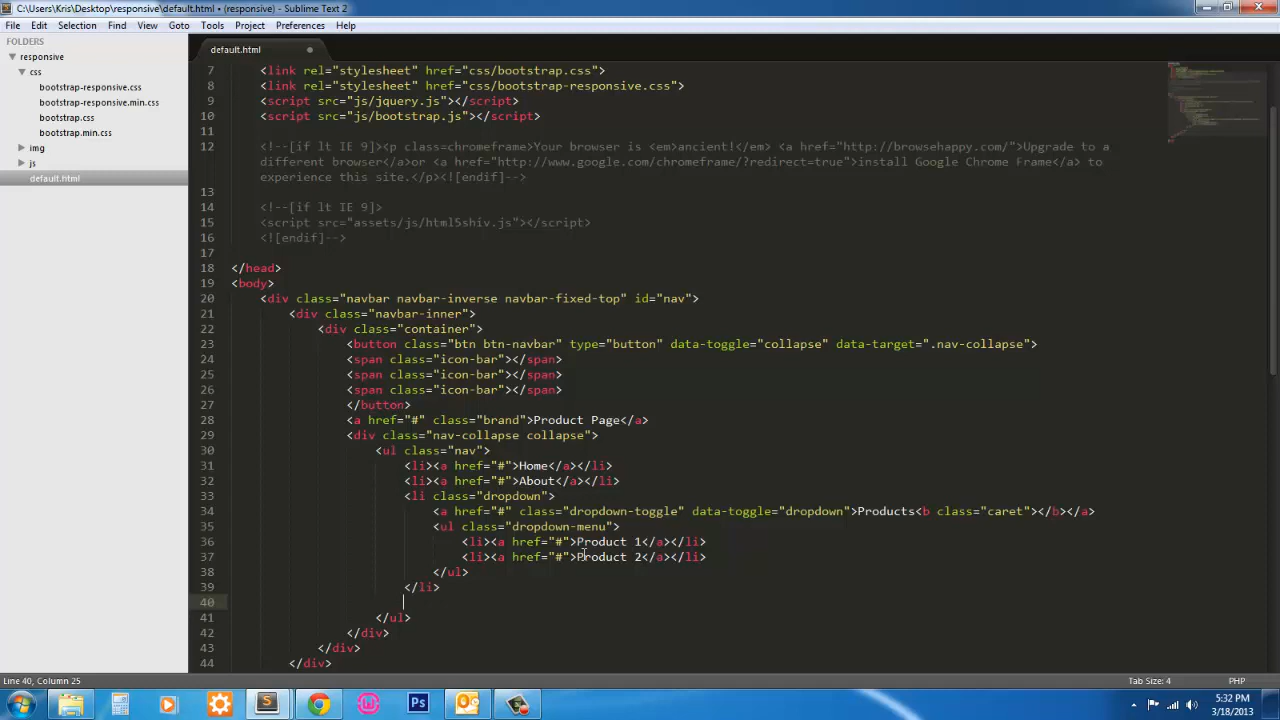 C:\Users\Kris\Desktop\responsive\default.html • (responsive) - Sublime Text 2
File Edit Selection Find View Goto Tools Project Preferences Help
FOLDERS
responsive
css
bootstrap-responsive.css
bootstrap-responsive.min.css
bootstrap.css
bootstrap.min.css
img
js
default.html
default.html
7 <link rel="stylesheet" href="css/bootstrap.css">
8 <link rel="stylesheet" href="css/bootstrap-responsive.css">
9 <script src="js/jquery.js"></script>
10 <script src="js/bootstrap.js"></script>
11
12 <!--[if lt IE 9]><p class=chromeframe>Your browser is <em>ancient!</em> <a href="http://browsehappy.com/">Upgrade to a
different browser</a>or <a href="http://www.google.com/chromeframe/?redirect=true">install Google Chrome Frame</a> to
experience this site.</p><![endif]-->
13
14 <!--[if lt IE 9]>
15 <script src="assets/js/html5shiv.js"></script>
16 <![endif]-->
17
18 </head>
19 <body>
20 <div class="navbar navbar-inverse navbar-fixed-top" id="nav">
21 <div class="navbar-inner">
22 <div class="container">
23 <button class="btn btn-navbar" type="button" data-toggle="collapse" data-target=".nav-collapse">
24 <span class="icon-bar"></span>
25 <span class="icon-bar"></span>
26 <span class="icon-bar"></span>
27 </button>
28 <a href="#" class="brand">Product Page</a>
29 <div class="nav-collapse collapse">
30 <ul class="nav">
31 <li><a href="#">Home</a></li>
32 <li><a href="#">About</a></li>
33 <li class="dropdown">
34 <a href="#" class="dropdown-toggle" data-toggle="dropdown">Products<b class="caret"></b></a>
35 <ul class="dropdown-menu">
36 <li><a href="#">Product 1</a></li>
37 <li><a href="#">Product 2</a></li>
38 </ul>
39 </li>
40
41 </ul>
42 </div>
43 </div>
44 </div>
Line 40, Column 25
Tab Size: 4
PHP
Ps
5:32 PM
3/18/2013